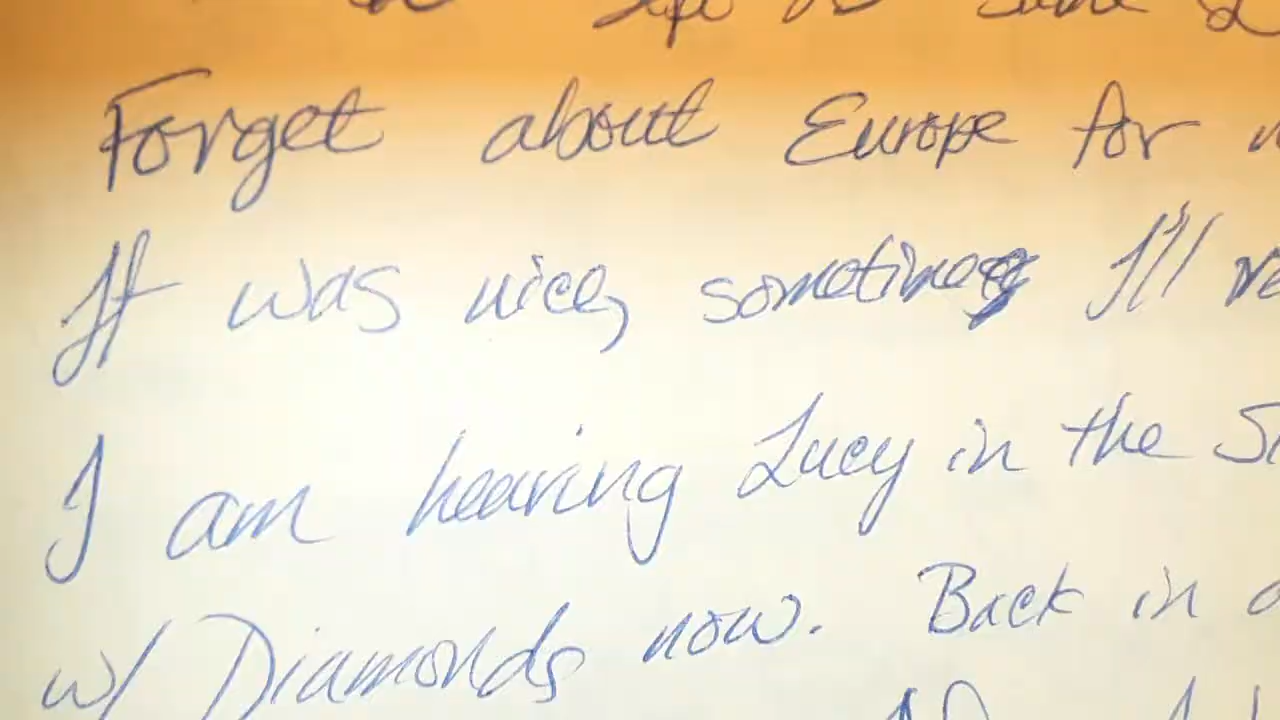 Forget about Europe for
It was nice, sometimes I'll
I am hearing Lucy in the
w/ Diamonds now. Back in